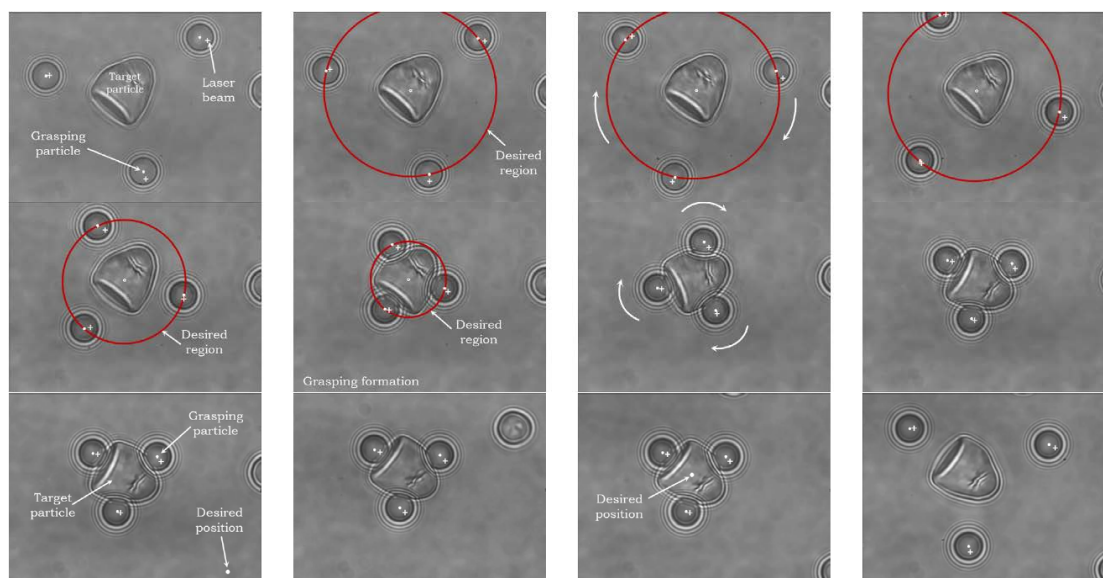 Target
particle
Laser
beam
Grasping
particle
Desired
region
Desired
region
Desired
region
Grasping formation
Grasping
particle
Target
particle
Desired
position
Desired
position